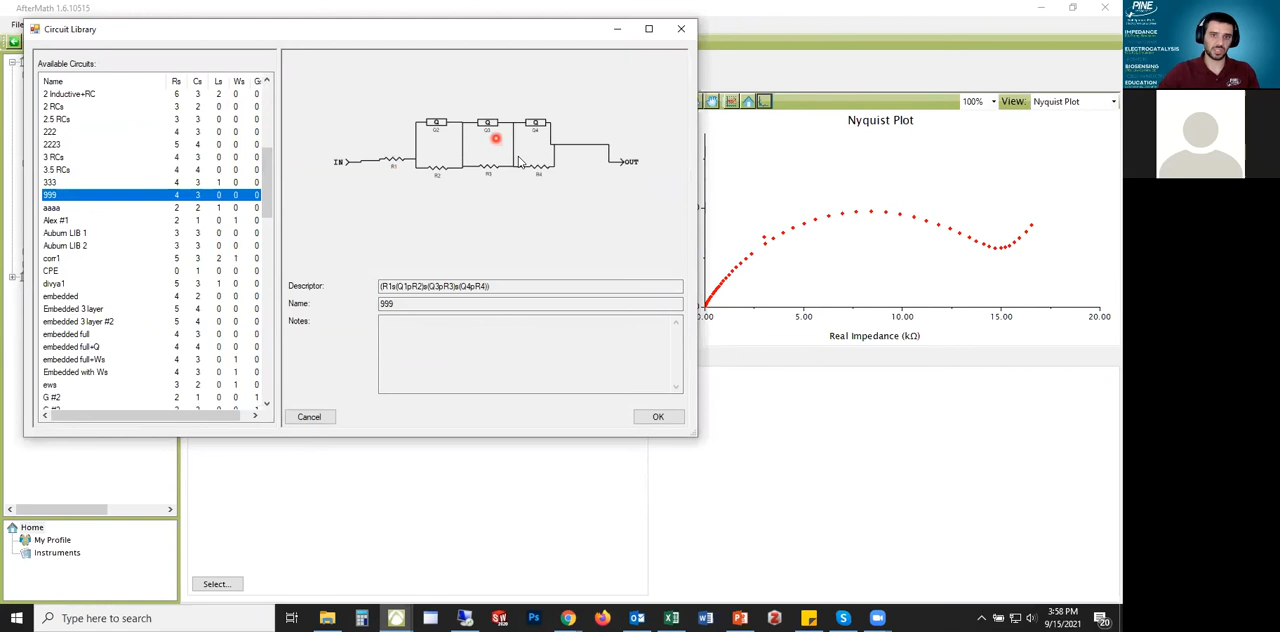 AfterMath 1.6.10515
File
Circuit Library
Available Circuits:
Name Rs Cs Ls Ws G
2 Inductive+RC 6 3 2 0 0
2 RCs 3 2 0 0 0
2.5 RCs 3 3 0 0 0
222 4 3 0 0 0
2223 5 4 0 0 0
3 RCs 4 3 0 0 0
3.5 RCs 4 4 0 0 0
333 4 3 1 0 0
999 4 3 0 0 0
aaaa 2 2 1 0 0
Alex #1 2 1 0 1 0
Auburn LIB 1 3 3 0 0 0
Auburn LIB 2 3 3 0 0 0
corr1 5 3 2 1 0
CPE 0 1 0 0 0
divya1 5 3 1 0 0
embedded 4 2 0 0 0
Embedded 3 layer 5 4 0 0 0
embedded 3 layer #2 5 4 0 0 0
embedded full 4 3 0 0 0
embedded full+Q 4 4 0 0 0
embedded full+Ws 4 3 0 1 0
Embedded with Ws 4 3 0 1 0
ews 3 2 0 1 0
G #2 2 1 0 0 1
IN
R1
Q
Q2
R2
Q
Q3
R3
Q
Q4
R4
OUT
Descriptor: (R1s(Q1pR2)s(Q3pR3)s(Q4pR4))
Name: 999
Notes:
Cancel
OK
100% View: Nyquist Plot
Nyquist Plot
0.00 5.00 10.00 15.00 20.00
Real Impedance (kΩ)
Home
My Profile
Instruments
Select...
PINE
IMPEDANCE
ELECTROCATALYSIS
BIOSENSING
EDUCATION
Type here to search
3:58 PM
9/15/2021
20